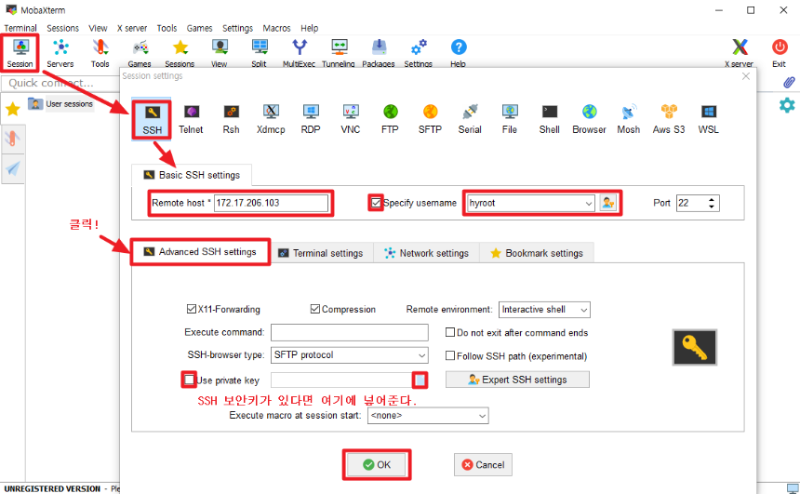 MobaXterm
Terminal Sessions View X server Tools Games Settings Macros Help
Session Servers Tools Games Sessions View Split MultiExec Tunneling Packages Settings Help X server Exit
Quick connect...
Session settings
User sessions
SSH Telnet Rsh Xdmcp RDP VNC FTP SFTP Serial File Shell Browser Mosh Aws S3 WSL
Basic SSH settings
Remote host * 172.17.206.103 Specify username hyroot Port 22
클릭!
Advanced SSH settings Terminal settings Network settings Bookmark settings
X11-Forwarding Compression Remote environment: Interactive shell
Execute command: Do not exit after command ends
SSH-browser type: SFTP protocol Follow SSH path (experimental)
Use private key Expert SSH settings
SSH 보안키가 있다면 여기에 넣어준다.
Execute macro at session start: <none>
OK Cancel
UNREGISTERED VERSION -